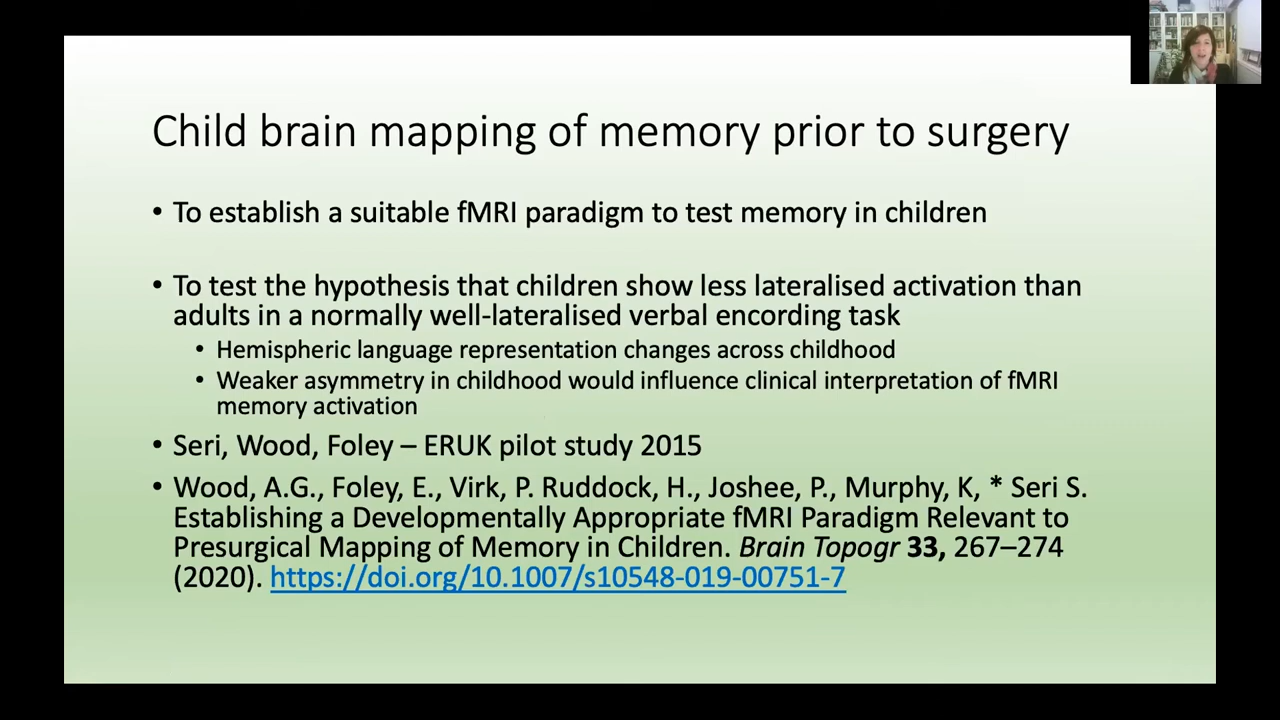 Child brain mapping of memory prior to surgery
• To establish a suitable fMRI paradigm to test memory in children
• To test the hypothesis that children show less lateralised activation than
adults in a normally well-lateralised verbal encording task
• Hemispheric language representation changes across childhood
• Weaker asymmetry in childhood would influence clinical interpretation of fMRI
memory activation
• Seri, Wood, Foley – ERUK pilot study 2015
• Wood, A.G., Foley, E., Virk, P. Ruddock, H., Joshee, P., Murphy, K, * Seri S.
Establishing a Developmentally Appropriate fMRI Paradigm Relevant to
Presurgical Mapping of Memory in Children. Brain Topogr 33, 267–274
(2020). https://doi.org/10.1007/s10548-019-00751-7